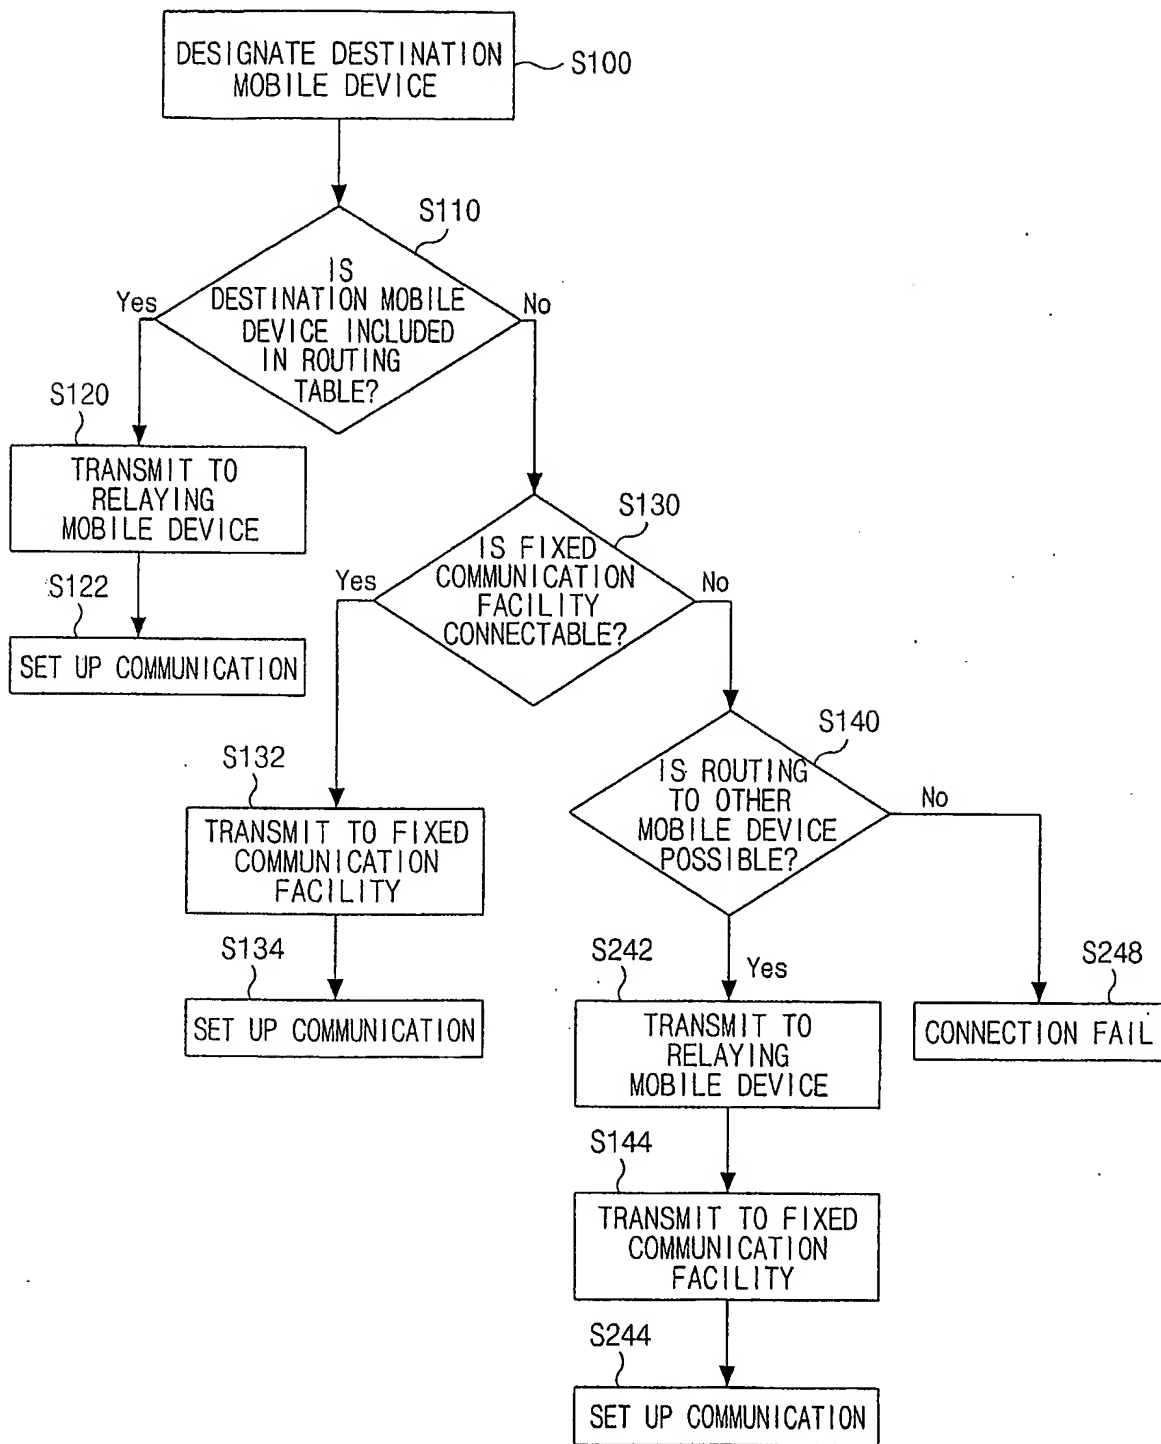 DESIGNATE DESTINATION
MOBILE DEVICE
S100
S110
IS
DESTINATION MOBILE
DEVICE INCLUDED
IN ROUTING
TABLE?
Yes
No
S120
TRANSMIT TO
RELAYING
MOBILE DEVICE
S122
SET UP COMMUNICATION
S130
IS FIXED
COMMUNICATION
FACILITY
CONNECTABLE?
Yes
No
S132
TRANSMIT TO FIXED
COMMUNICATION
FACILITY
S134
SET UP COMMUNICATION
S140
IS ROUTING
TO OTHER
MOBILE DEVICE
POSSIBLE?
No
Yes
S242
TRANSMIT TO
RELAYING
MOBILE DEVICE
S248
CONNECTION FAIL
S144
TRANSMIT TO FIXED
COMMUNICATION
FACILITY
S244
SET UP COMMUNICATION